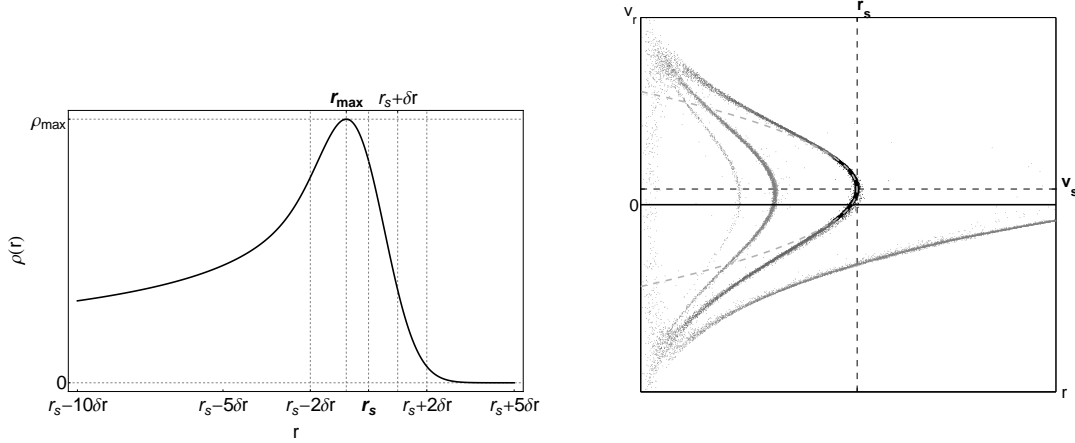 r_max r_s+δr
ρ_max
ρ(r)
0
r_s−10δr r_s−5δr r_s−2δr r_s r_s+2δr r_s+5δr
r
v_r r_s
v_s
0
r